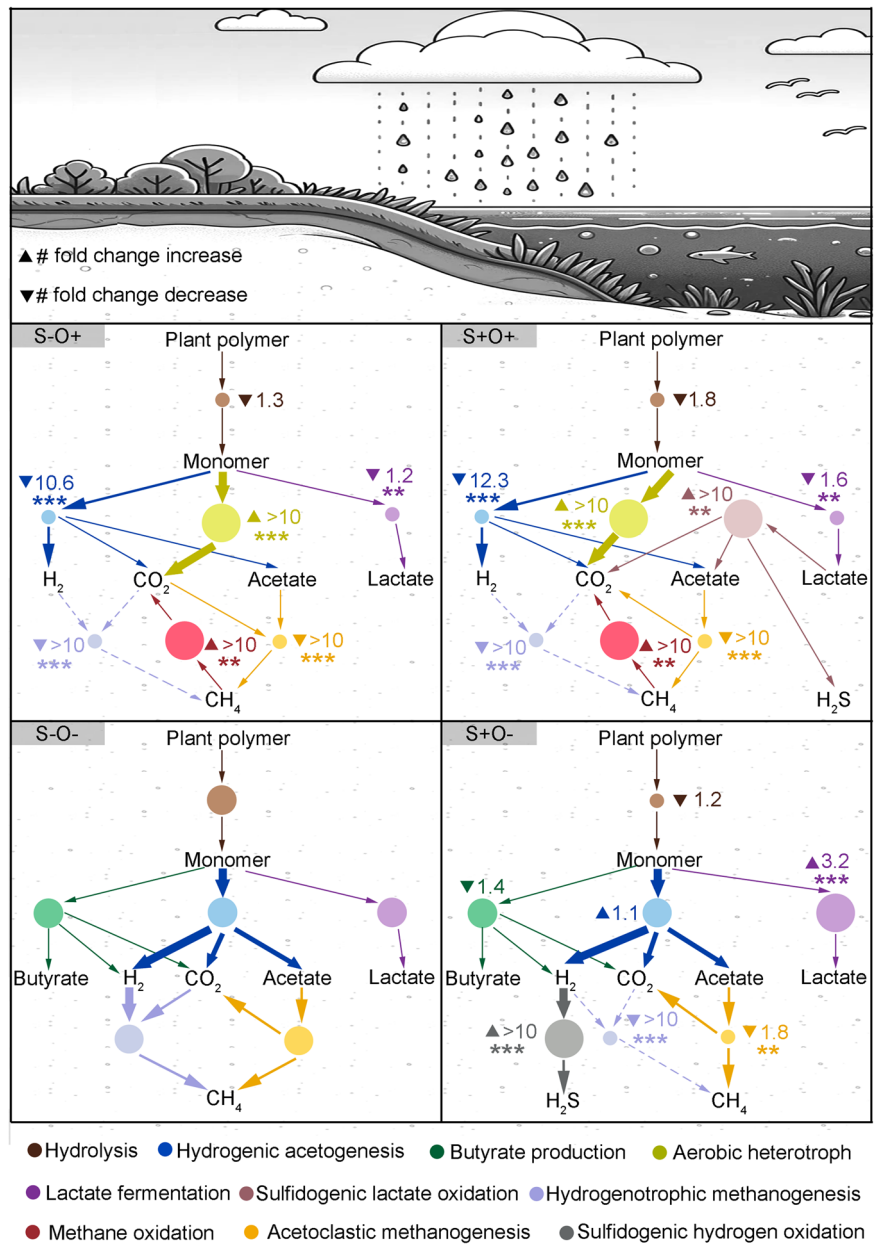 ▲# fold change increase
▼# fold change decrease
S-O+
Plant polymer
▼1.3
Monomer
▼10.6
***
▼1.2
**
▲>10
***
H2
CO2
Acetate
Lactate
▼>10
***
▲>10
**
▼>10
***
CH4
S+O+
Plant polymer
▼1.8
Monomer
▼12.3
***
▲>10
***
▲>10
**
▼1.6
**
H2
CO2
Acetate
Lactate
▼>10
***
▲>10
**
▼>10
***
CH4
H2S
S-O-
Plant polymer
Monomer
Butyrate
H2
CO2
Acetate
Lactate
CH4
S+O-
Plant polymer
▼1.2
Monomer
▼1.4
▲1.1
▲3.2
***
Butyrate
H2
CO2
Acetate
Lactate
▲>10
***
▼>10
***
▼1.8
**
H2S
CH4
Hydrolysis
Hydrogenic acetogenesis
Butyrate production
Aerobic heterotroph
Lactate fermentation
Sulfidogenic lactate oxidation
Hydrogenotrophic methanogenesis
Methane oxidation
Acetoclastic methanogenesis
Sulfidogenic hydrogen oxidation